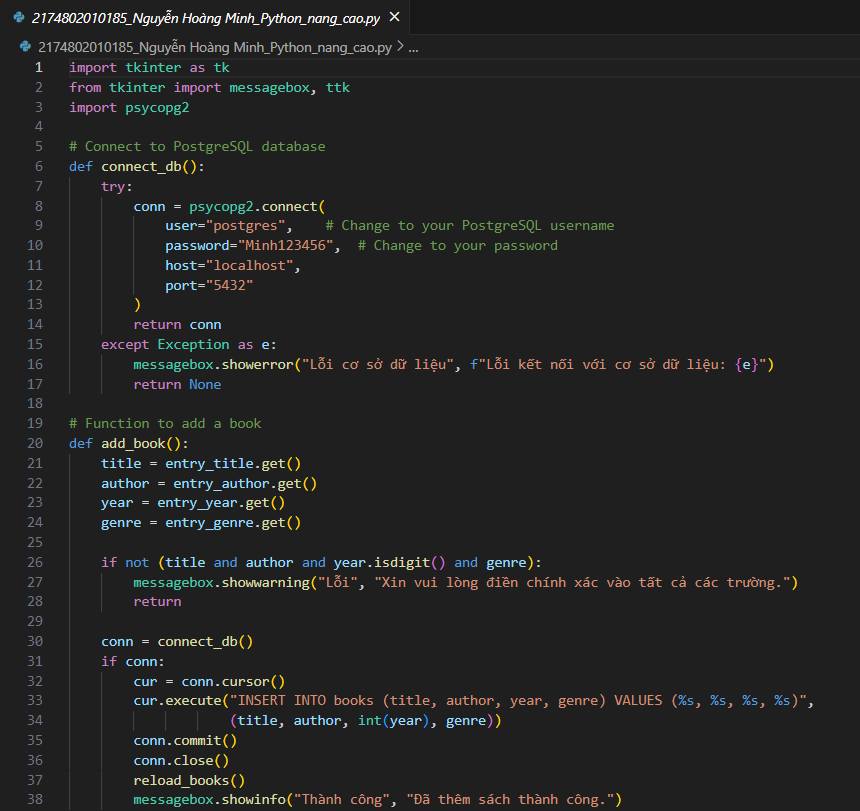 2174802010185_Nguyễn Hoàng Minh_Python_nang_cao.py ×
2174802010185_Nguyễn Hoàng Minh_Python_nang_cao.py > ...
1 import tkinter as tk
2 from tkinter import messagebox, ttk
3 import psycopg2
4
5 # Connect to PostgreSQL database
6 def connect_db():
7     try:
8         conn = psycopg2.connect(
9             user="postgres",    # Change to your PostgreSQL username
10             password="Minh123456",  # Change to your password
11             host="localhost",
12             port="5432"
13         )
14         return conn
15     except Exception as e:
16         messagebox.showerror("Lỗi cơ sở dữ liệu", f"Lỗi kết nối với cơ sở dữ liệu: {e}")
17         return None
18
19 # Function to add a book
20 def add_book():
21     title = entry_title.get()
22     author = entry_author.get()
23     year = entry_year.get()
24     genre = entry_genre.get()
25
26     if not (title and author and year.isdigit() and genre):
27         messagebox.showwarning("Lỗi", "Xin vui lòng điền chính xác vào tất cả các trường.")
28         return
29
30     conn = connect_db()
31     if conn:
32         cur = conn.cursor()
33         cur.execute("INSERT INTO books (title, author, year, genre) VALUES (%s, %s, %s, %s)",
34                     (title, author, int(year), genre))
35         conn.commit()
36         conn.close()
37         reload_books()
38         messagebox.showinfo("Thành công", "Đã thêm sách thành công.")